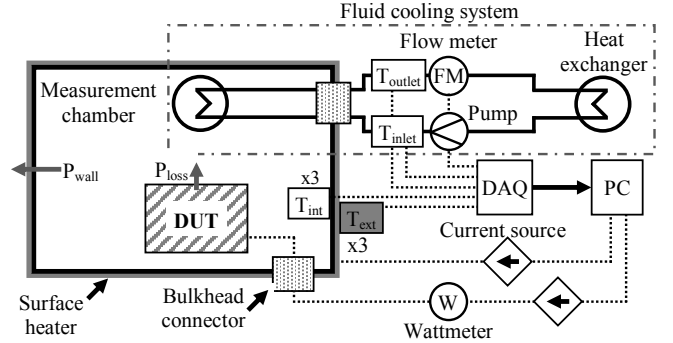 Fluid cooling system
Flow meter
Heat
exchanger
Measurement
chamber
T_outlet
FM
Pump
T_inlet
P_wall
P_loss
x3
DAQ
PC
DUT
T_int
T_ext
x3
Current source
Surface
heater
Bulkhead
connector
W
Wattmeter